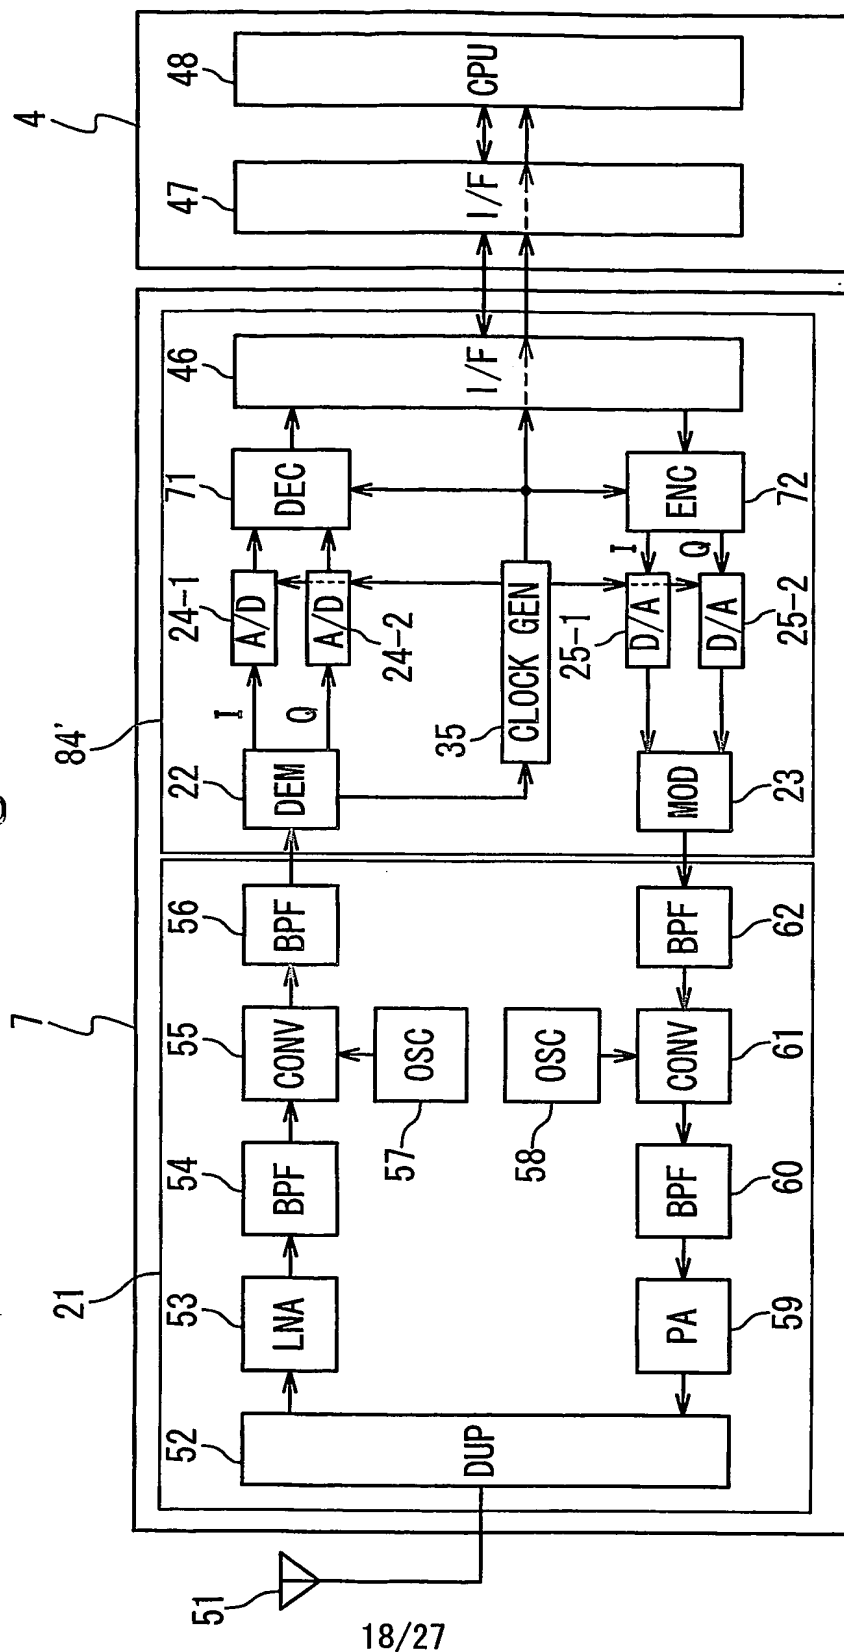 7
4
21
84'
52
53
54
55
56
22
24-1
71
46
47
48
DUP
LNA
BPF
CONV
BPF
DEM
I
Q
A/D
A/D
24-2
DEC
I/F
I/F
CPU
OSC
57
OSC
58
35
CLOCK GEN
51
PA
BPF
CONV
BPF
MOD
25-1
D/A
D/A
I
Q
ENC
59
60
61
62
23
25-2
72
18/27